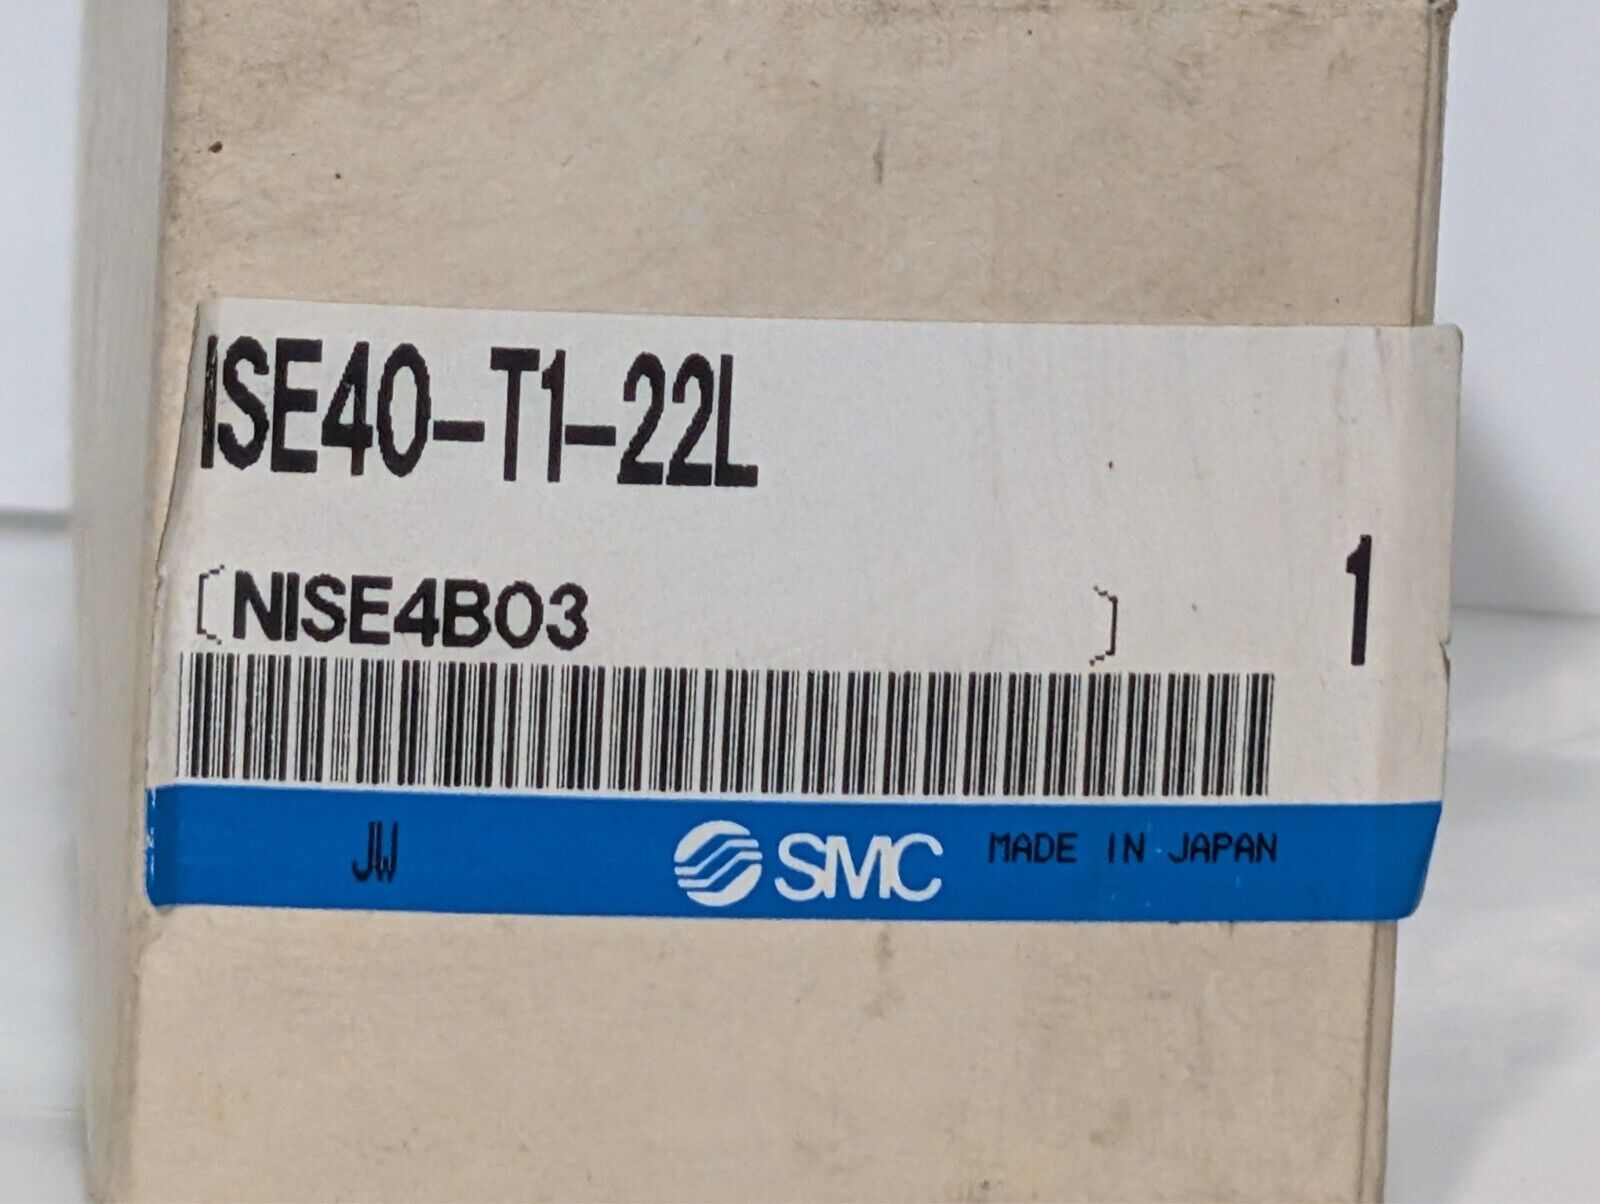 ISE40-T1-22L
[NISE4B03 ] 1
JW SMC MADE IN JAPAN